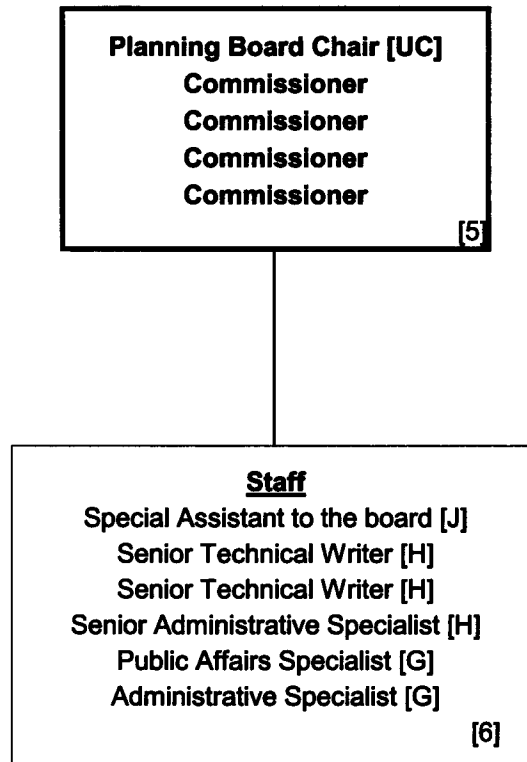 Planning Board Chair [UC]
Commissioner
Commissioner
Commissioner
Commissioner
[5]
Staff
Special Assistant to the board [J]
Senior Technical Writer [H]
Senior Technical Writer [H]
Senior Administrative Specialist [H]
Public Affairs Specialist [G]
Administrative Specialist [G]
[6]